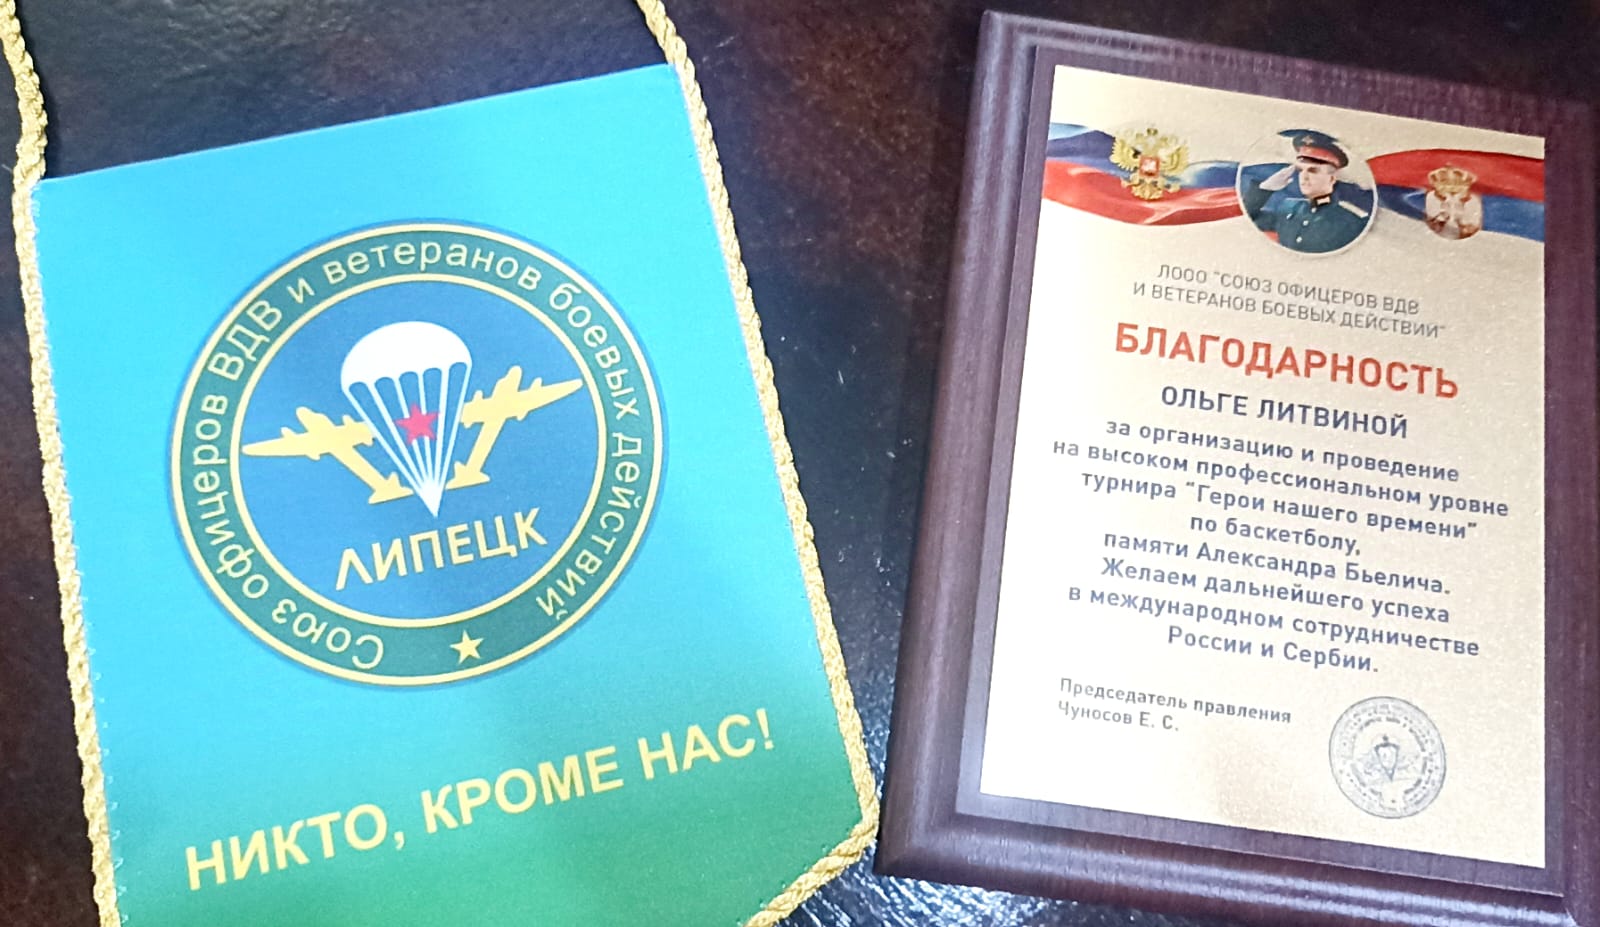 Союз офицеров ВДВ и ветеранов боевых действий
ЛИПЕЦК
НИКТО, КРОМЕ НАС!
ЛООО "СОЮЗ ОФИЦЕРОВ ВДВ
И ВЕТЕРАНОВ БОЕВЫХ ДЕЙСТВИЙ"
БЛАГОДАРНОСТЬ
ОЛЬГЕ ЛИТВИНОЙ
за организацию и проведение
на высоком профессиональном уровне
турнира "Герои нашего времени"
по баскетболу,
памяти Александра Бьелича.
Желаем дальнейшего успеха
в международном сотрудничестве
России и Сербии.
Председатель правления
Чуносов Е. С.